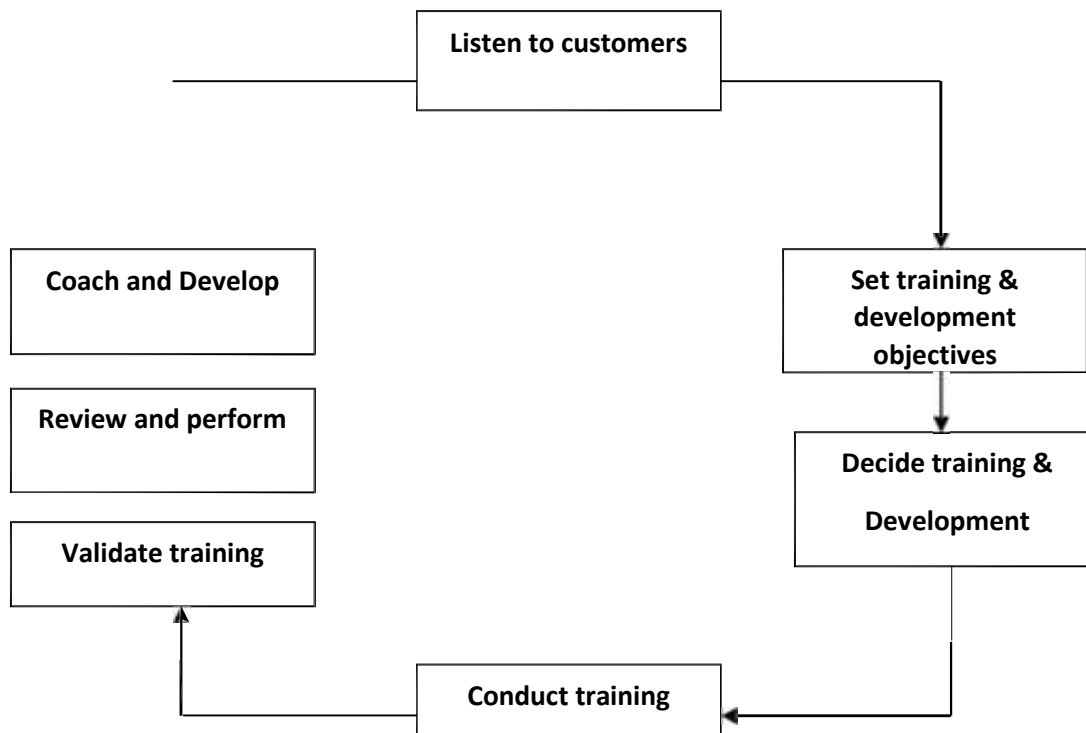 Listen to customers
Coach and Develop
Set training &
development
objectives
Review and perform
Decide training &
Development
Validate training
Conduct training